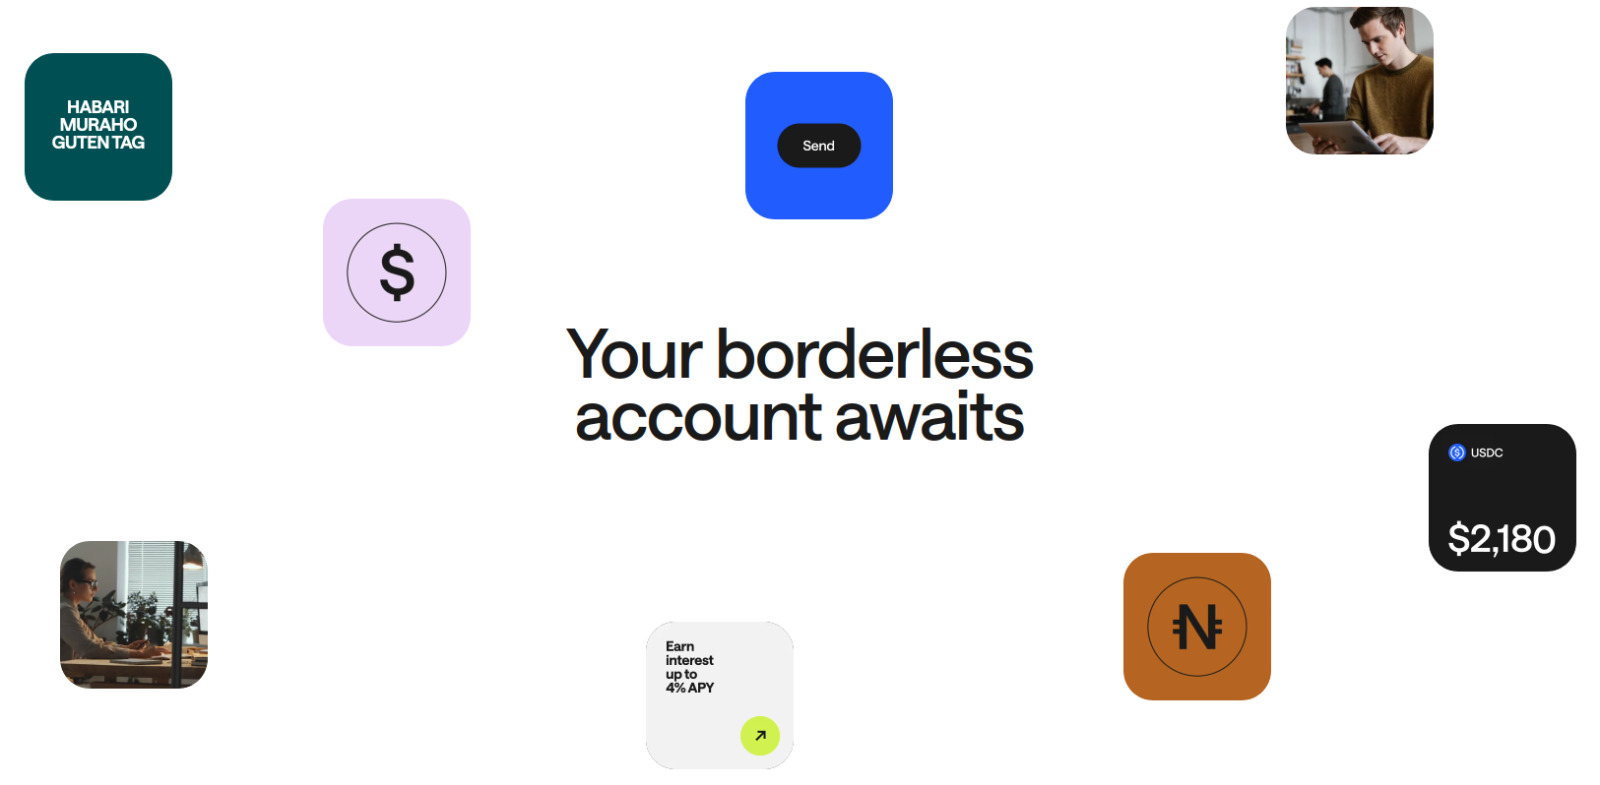 HABARI
MURAHO
GUTEN TAG
Send
$
Your borderless
account awaits
USDC
$2,180
₦
Earn
interest
up to
4% APY